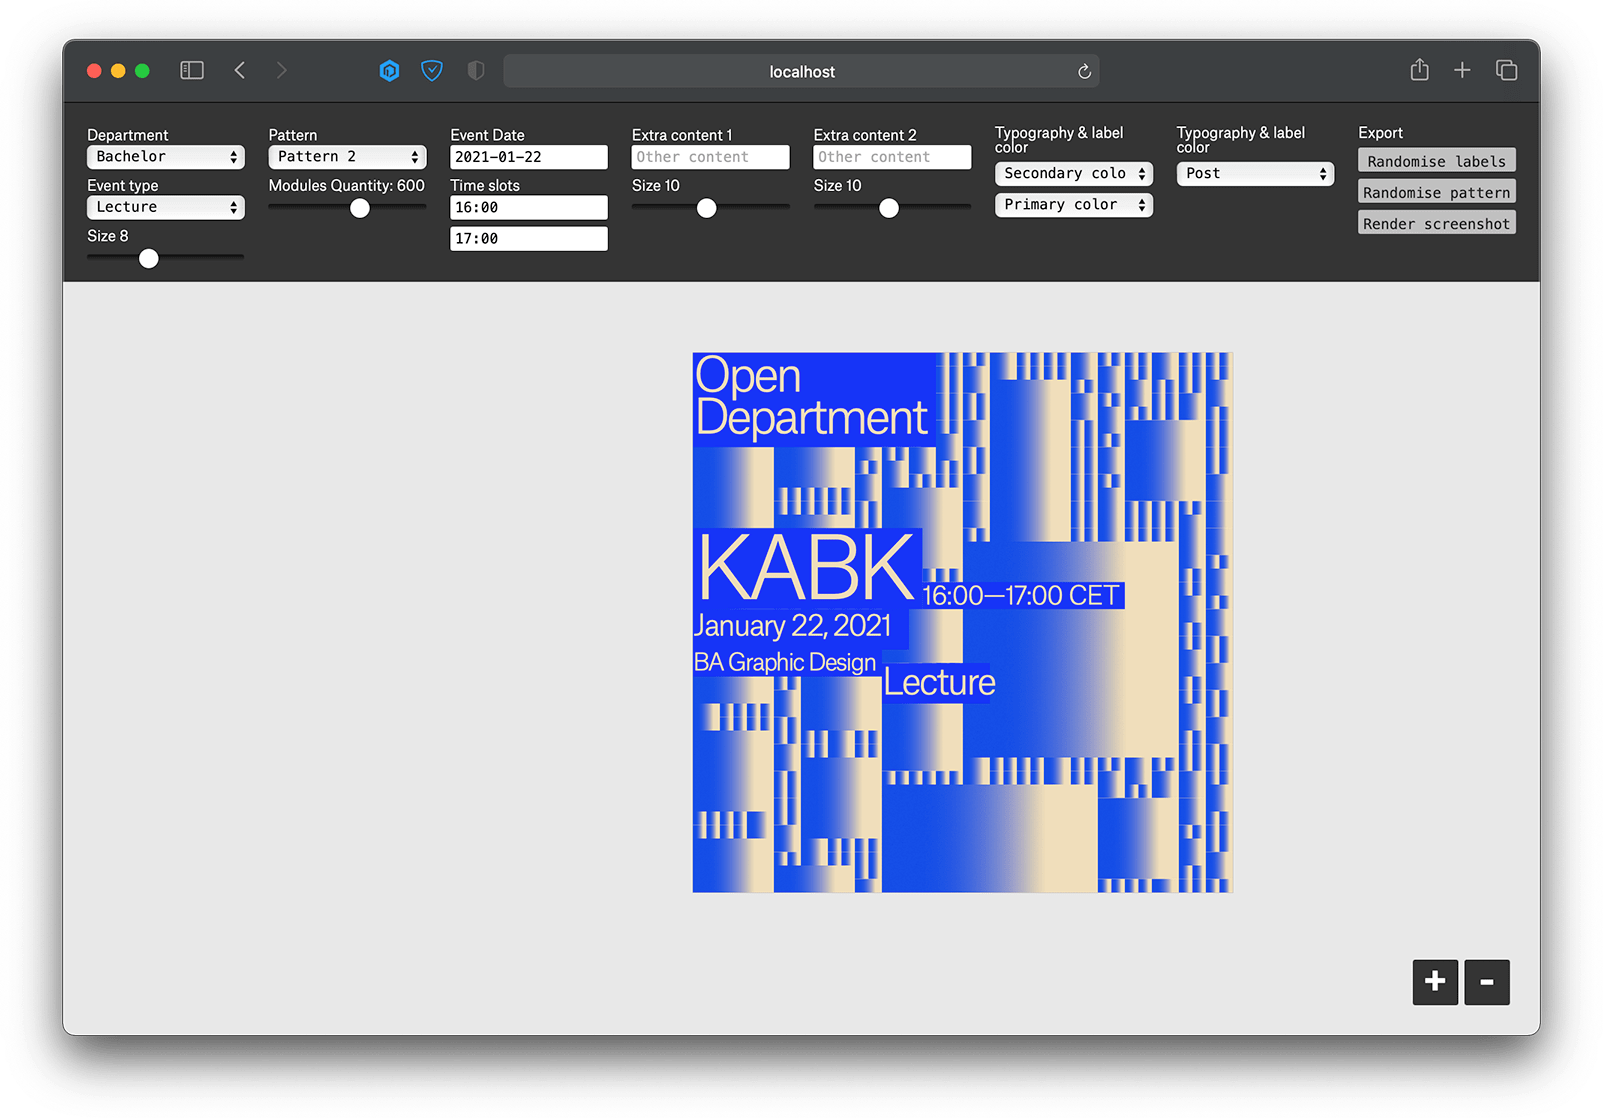 localhost
Department
Bachelor
Event type
Lecture
Size 8
Pattern
Pattern 2
Modules Quantity: 600
Event Date
2021-01-22
Time slots
16:00
17:00
Extra content 1
Other content
Size 10
Extra content 2
Other content
Size 10
Typography & label
color
Secondary colo
Primary color
Typography & label
color
Post
Export
Randomise labels
Randomise pattern
Render screenshot
Open
Department
KABK
16:00—17:00 CET
January 22, 2021
BA Graphic Design
Lecture
+
-